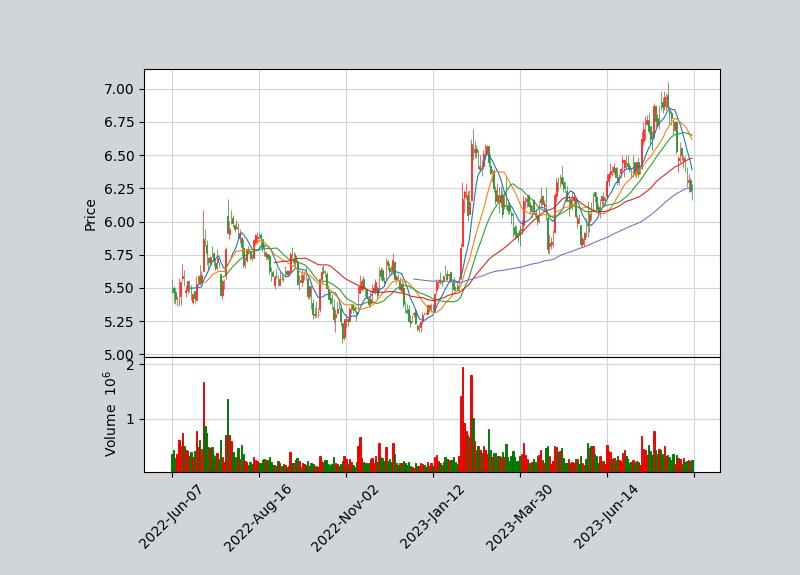 7.00
6.75
6.50
6.25
6.00
5.75
5.50
5.25
5.00
Price
2
1
Volume 10^6
2022-Jun-07
2022-Aug-16
2022-Nov-02
2023-Jan-12
2023-Mar-30
2023-Jun-14